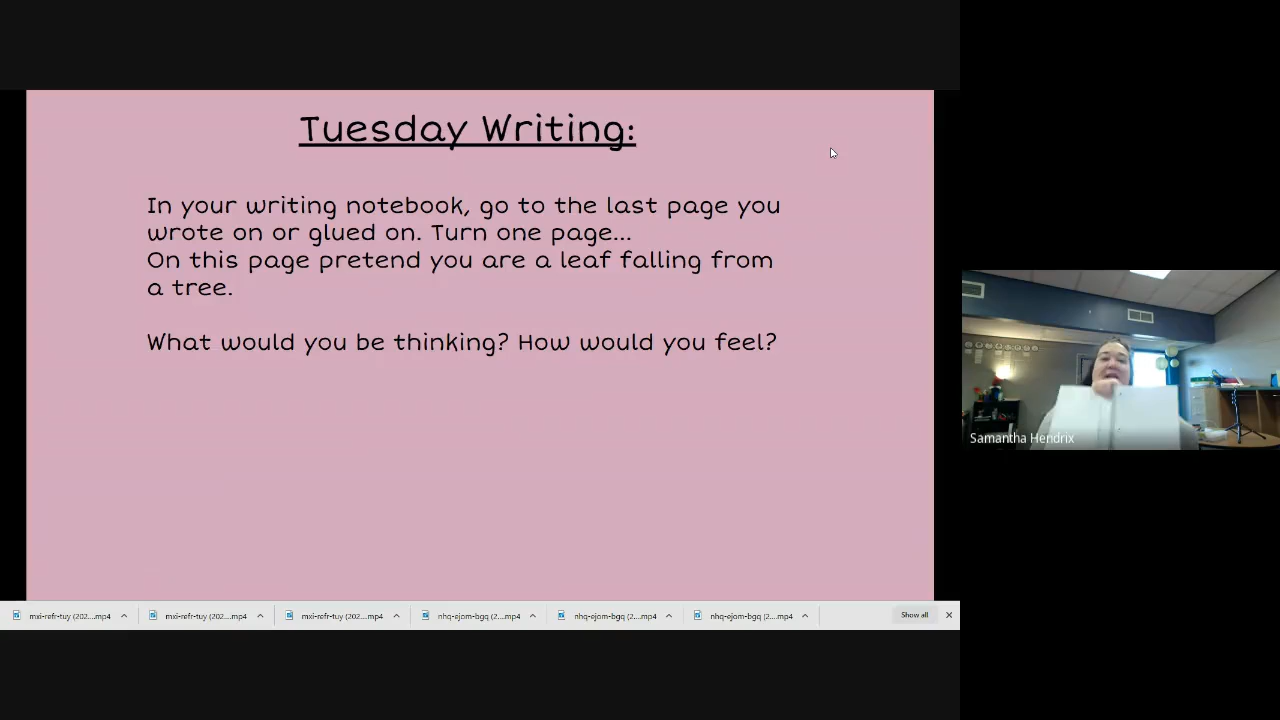 Tuesday Writing:
In your writing notebook, go to the last page you
wrote on or glued on. Turn one page...
On this page pretend you are a leaf falling from
a tree.
What would you be thinking? How would you feel?
Samantha Hendrix
mxi-refr-tuy (202....mp4
mxi-refr-tuy (202....mp4
mxi-refr-tuy (202....mp4
nhq-ejom-bgq (2....mp4
nhq-ejom-bgq (2....mp4
nhq-ejom-bgq (2....mp4
Show all